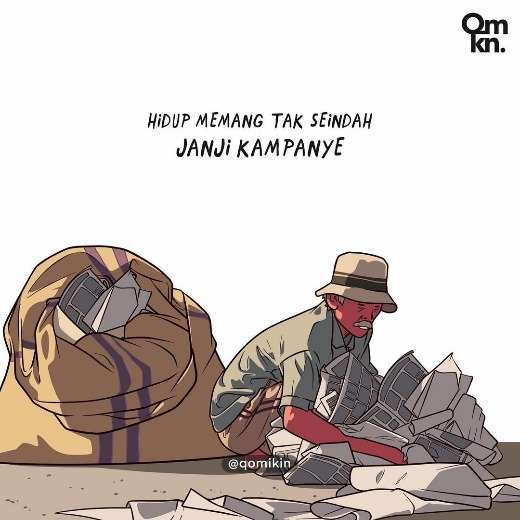 Qm
kn.
HiDUP MEMANG TAK SEiNDAH
JANJi KAMPANYE
@qomikin